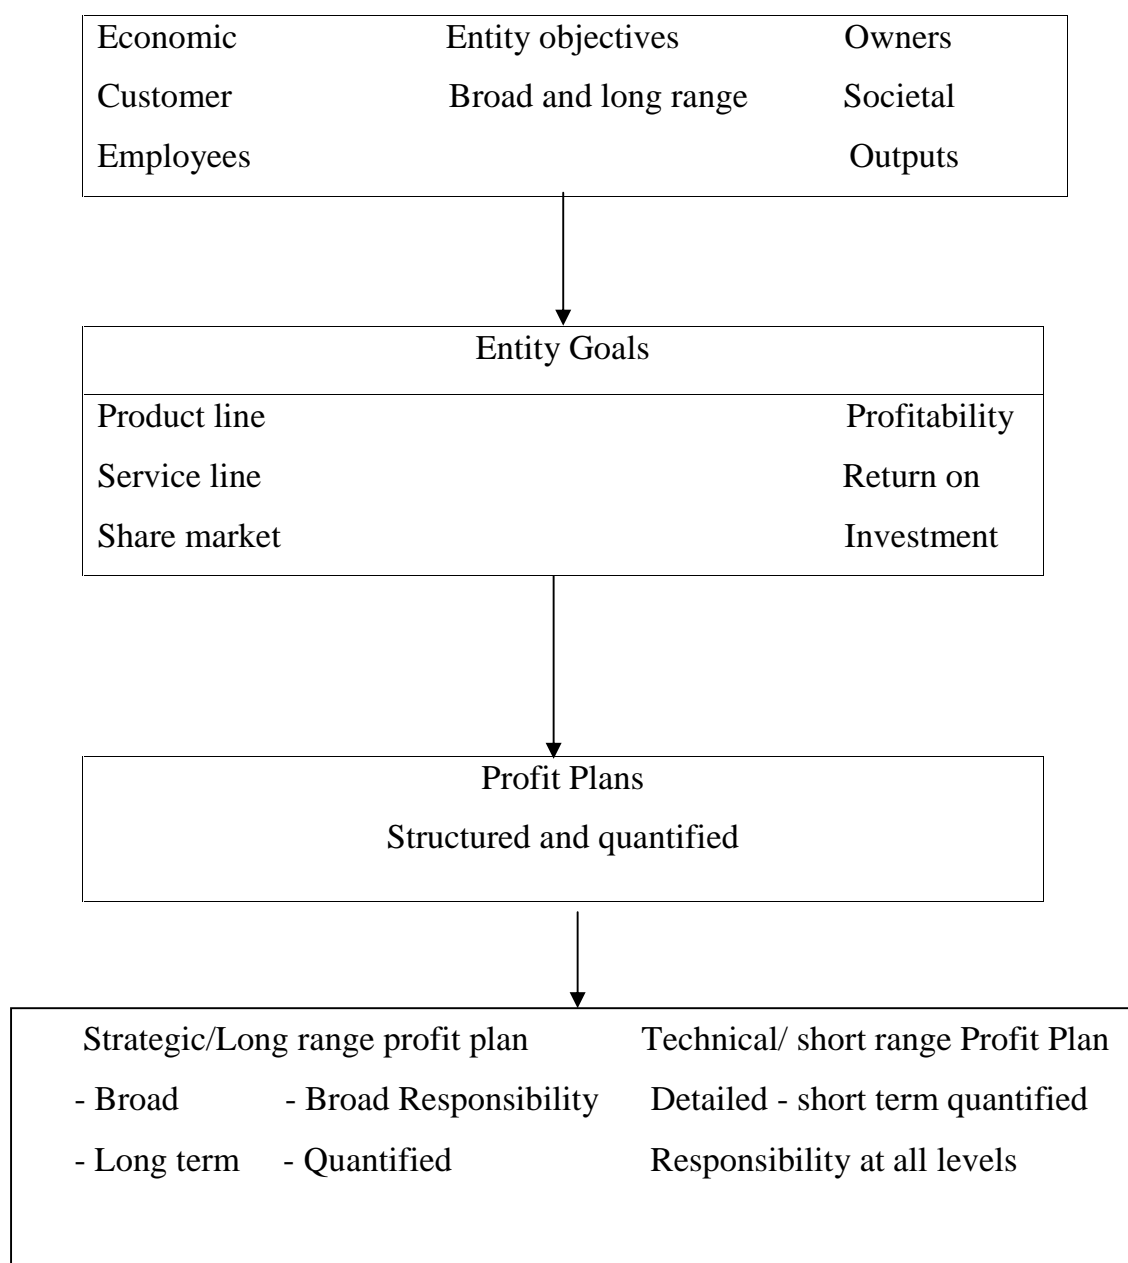 Economic Entity objectives Owners
Customer Broad and long range Societal
Employees Outputs
Entity Goals
Product line Profitability
Service line Return on
Share market Investment
Profit Plans
Structured and quantified
Strategic/Long range profit plan Technical/ short range Profit Plan
- Broad - Broad Responsibility Detailed - short term quantified
- Long term - Quantified Responsibility at all levels